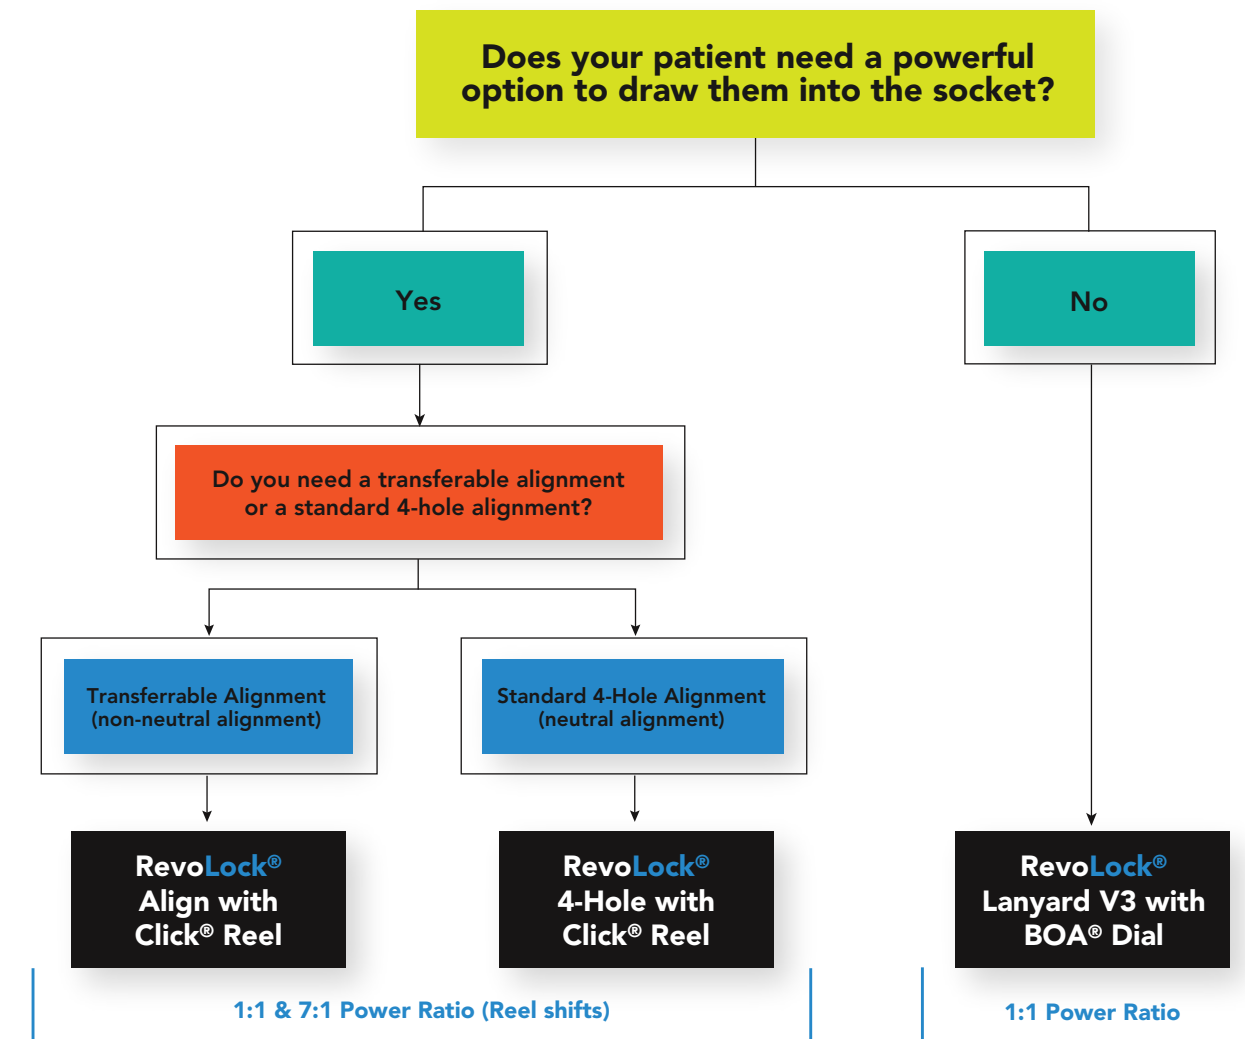 Does your patient need a powerful
option to draw them into the socket?
Yes
No
Do you need a transferable alignment
or a standard 4-hole alignment?
Transferrable Alignment
(non-neutral alignment)
Standard 4-Hole Alignment
(neutral alignment)
RevoLock®
Align with
Click® Reel
RevoLock®
4-Hole with
Click® Reel
RevoLock®
Lanyard V3 with
BOA® Dial
1:1 & 7:1 Power Ratio (Reel shifts)
1:1 Power Ratio